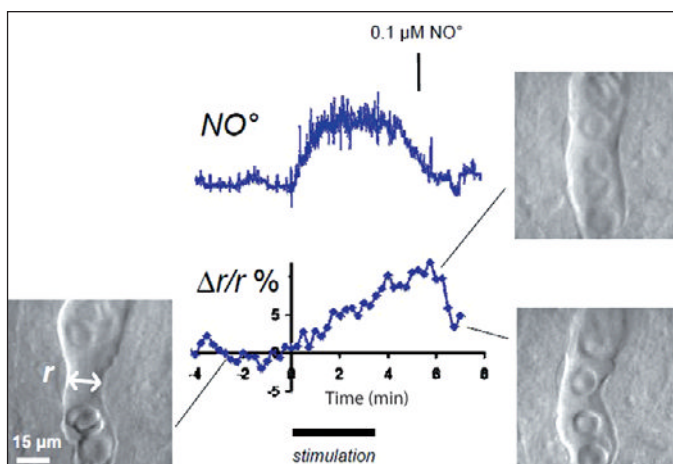 0.1 µM NO°
NO°
Δr/r %
5
0
-5
-4
-2
0
2
4
6
8
Time (min)
stimulation
r
15 µm